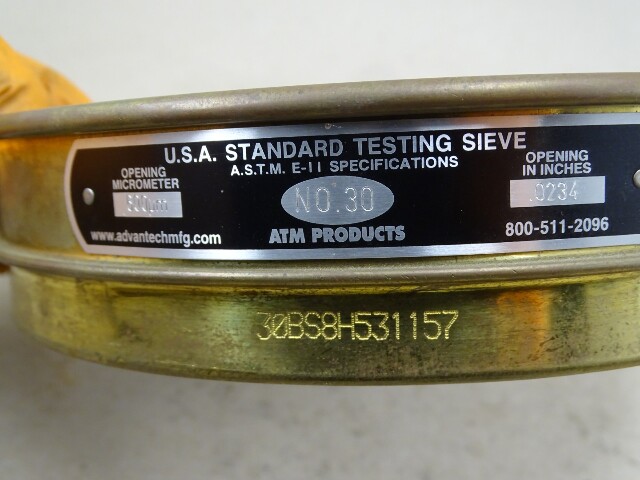 U.S.A. STANDARD TESTING SIEVE
A.S.T.M. E-11 SPECIFICATIONS
OPENING
MICROMETER
600µm
NO.30
OPENING
IN INCHES
.0234
www.advantechmfg.com
ATM PRODUCTS
800-511-2096
30BS8H531157